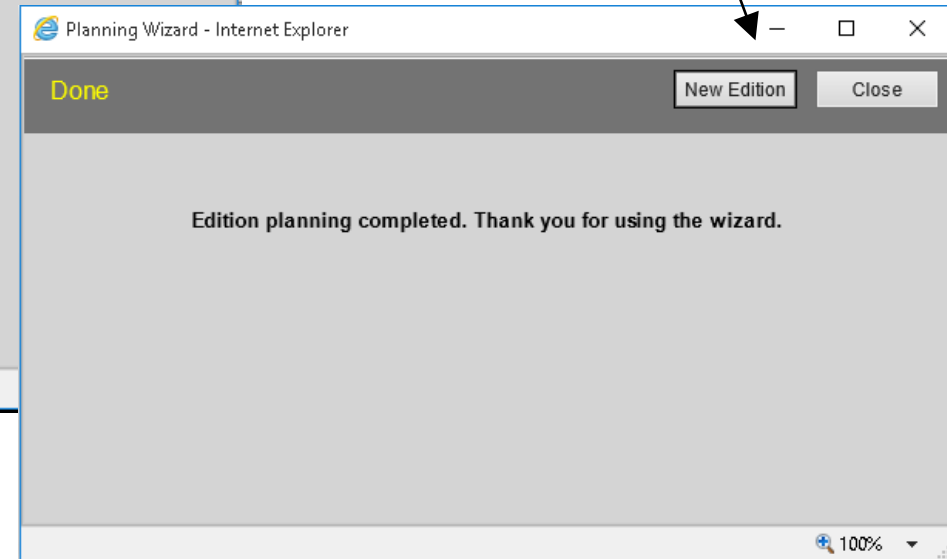 Planning Wizard - Internet Explorer
Done
New Edition
Close
Edition planning completed. Thank you for using the wizard.
100%